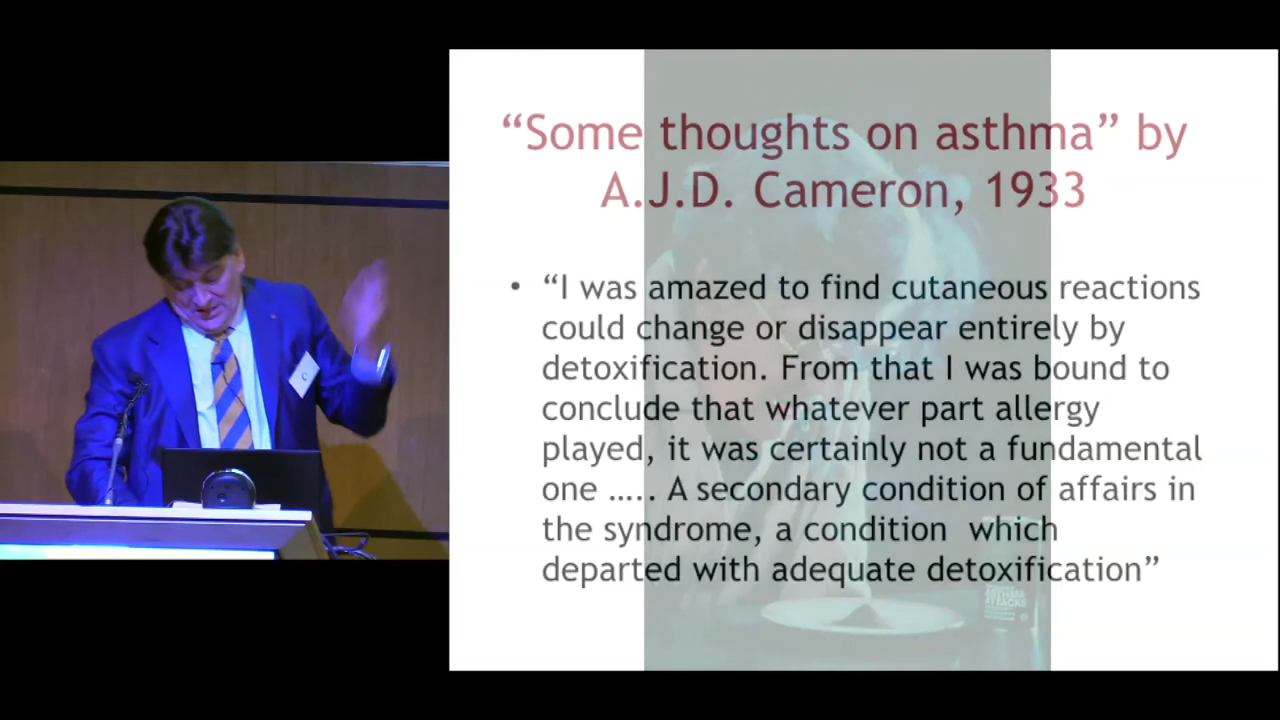 “Some thoughts on asthma” by
A.J.D. Cameron, 1933
• “I was amazed to find cutaneous reactions
could change or disappear entirely by
detoxification. From that I was bound to
conclude that whatever part allergy
played, it was certainly not a fundamental
one ..... A secondary condition of affairs in
the syndrome, a condition  which
departed with adequate detoxification”
ASTHMA
ATTACKS